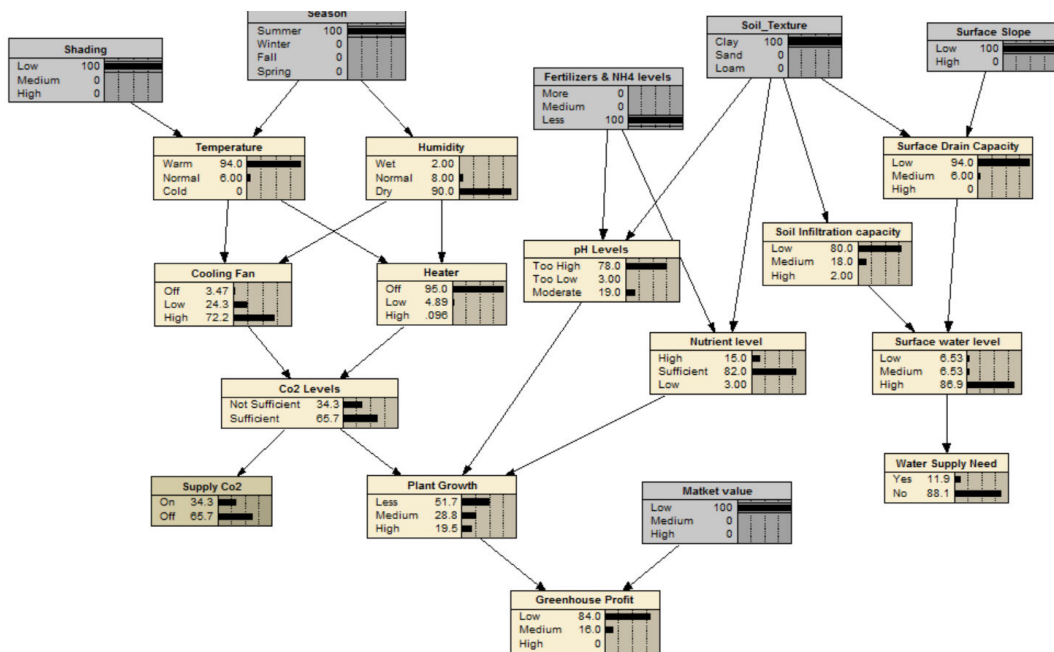 Season
Summer 100
Winter 0
Fall 0
Spring 0
Shading
Low 100
Medium 0
High 0
Soil_Texture
Clay 100
Sand 0
Loam 0
Surface Slope
Low 100
High 0
Fertilizers & NH4 levels
More 0
Medium 0
Less 100
Temperature
Warm 94.0
Normal 6.00
Cold 0
Humidity
Wet 2.00
Normal 8.00
Dry 90.0
Surface Drain Capacity
Low 94.0
Medium 6.00
High 0
Soil Infiltration capacity
Low 80.0
Medium 18.0
High 2.00
pH Levels
Too High 78.0
Too Low 3.00
Moderate 19.0
Cooling Fan
Off 3.47
Low 24.3
High 72.2
Heater
Off 95.0
Low 4.89
High .096
Nutrient level
High 15.0
Sufficient 82.0
Low 3.00
Surface water level
Low 6.53
Medium 6.53
High 86.9
Co2 Levels
Not Sufficient 34.3
Sufficient 65.7
Water Supply Need
Yes 11.9
No 88.1
Supply Co2
On 34.3
Off 65.7
Plant Growth
Less 51.7
Medium 28.8
High 19.5
Matket value
Low 100
Medium 0
High 0
Greenhouse Profit
Low 84.0
Medium 16.0
High 0